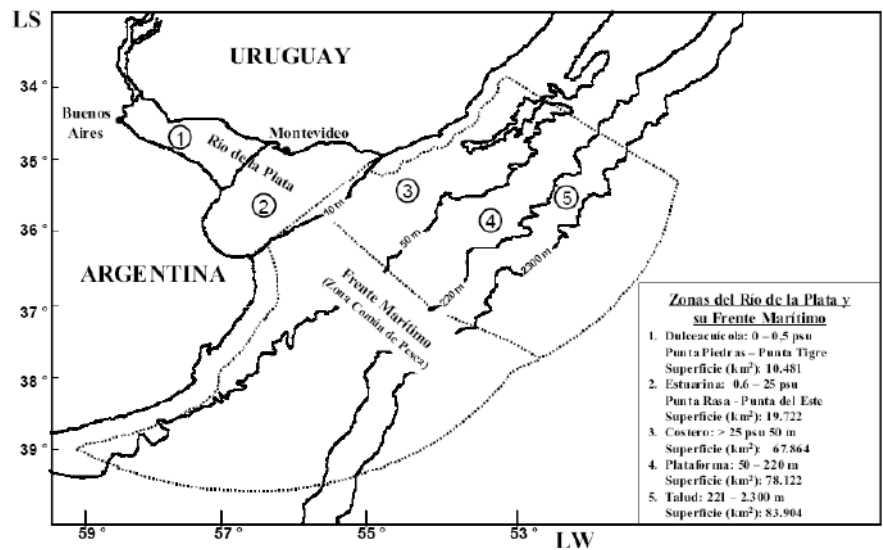 LS
URUGUAY
34 °
Buenos
Aires
1
Montevideo
Río de la Plata
35 °
3
5
2
10 m
4
36 °
50 m
ARGENTINA
220 m
2300 m
37 °
Frente Marítimo
(Zona Común de Pesca)
38 °
39 °
59 °
57 °
55 °
53 °
LW
Zonas del Río de la Plata y
su Frente Marítimo
1. Dulceacuícola: 0 – 0,5 psu
Punta Piedras – Punta Tigre
Superficie (km²): 10.481
2. Estuarina: 0.6 – 25 psu
Punta Rasa - Punta del Este
Superficie (km²): 19.722
3. Costero: > 25 psu 50 m
Superficie (km²): 67.864
4. Plataforma: 50 – 220 m
Superficie (km²): 78.122
5. Talud: 221 – 2.300 m
Superficie (km²): 83.904